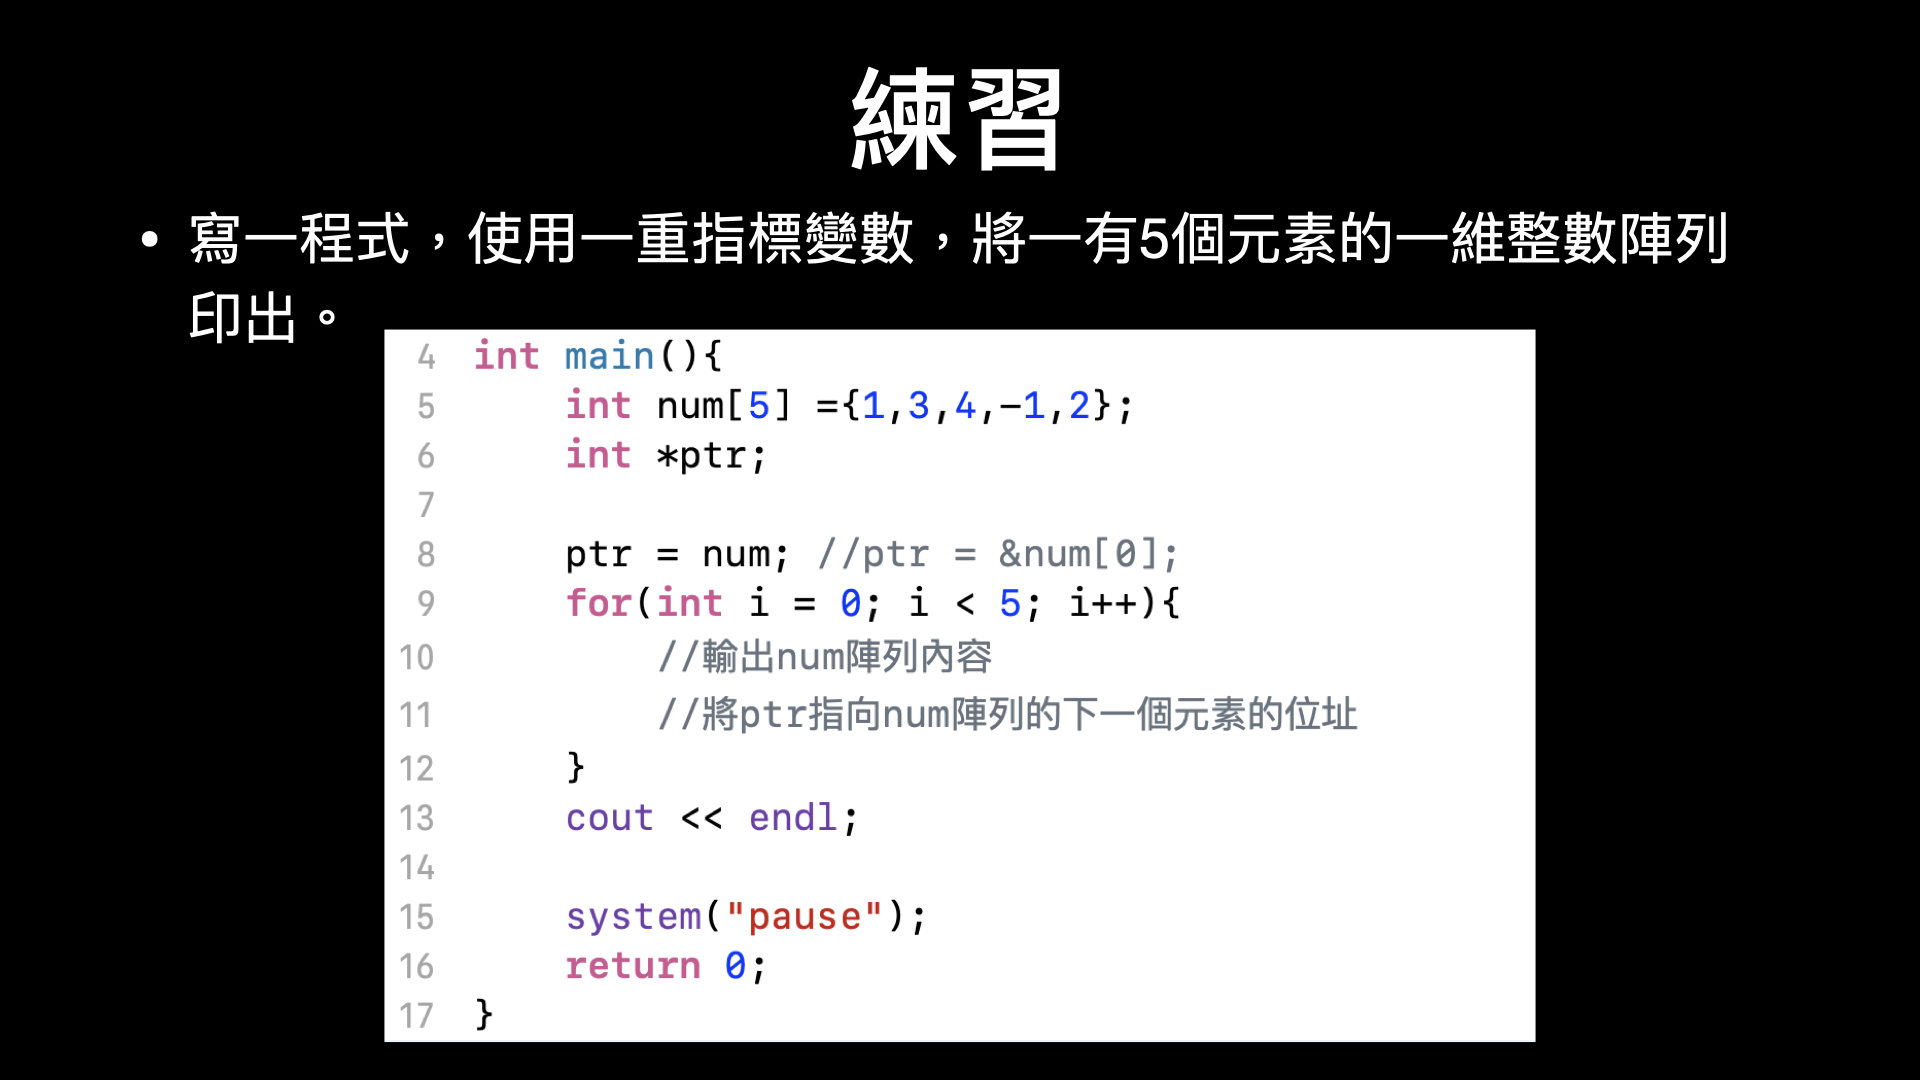 練習
• 寫一程式，使用一重指標變數，將一有5個元素的一維整數陣列
印出。
4 int main(){
5     int num[5] ={1,3,4,-1,2};
6     int *ptr;
7
8     ptr = num; //ptr = &num[0];
9     for(int i = 0; i < 5; i++){
10         //輸出num陣列內容
11         //將ptr指向num陣列的下一個元素的位址
12     }
13     cout << endl;
14
15     system("pause");
16     return 0;
17 }